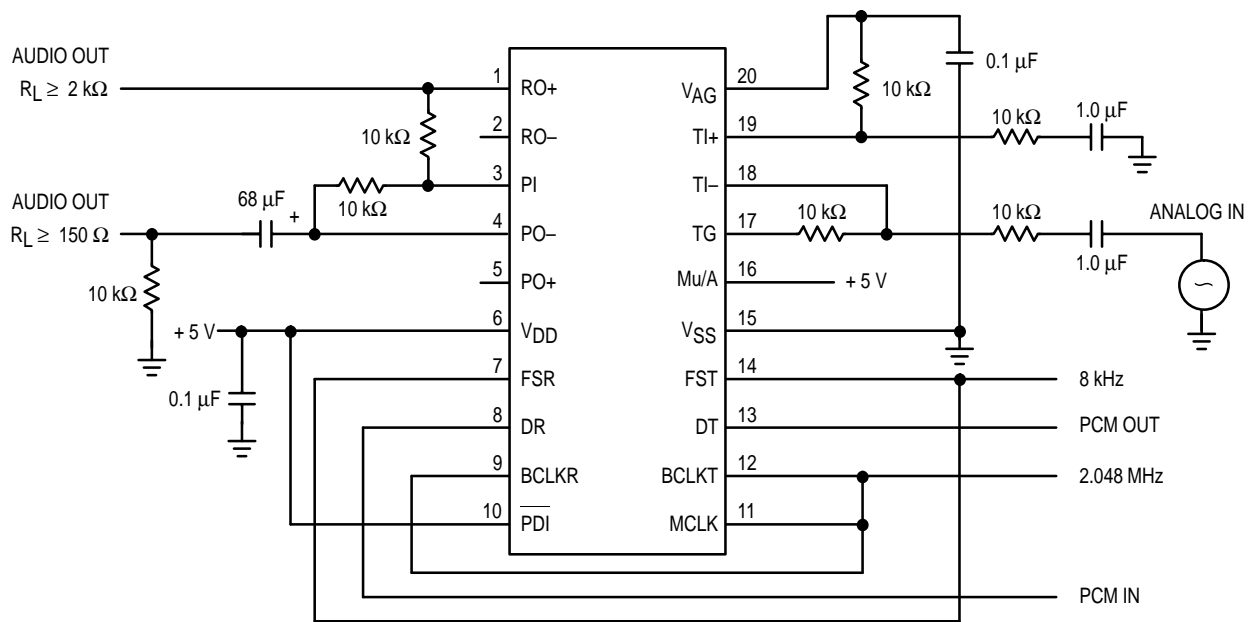 AUDIO OUT
R_L ≥ 2 kΩ
AUDIO OUT
R_L ≥ 150 Ω
68 µF
+
10 kΩ
10 kΩ
10 kΩ
+ 5 V
0.1 µF
1 RO+
2 RO–
3 PI
4 PO–
5 PO+
6 V_DD
7 FSR
8 DR
9 BCLKR
10 PDI
V_AG 20
TI+ 19
TI– 18
TG 17
Mu/A 16
V_SS 15
FST 14
DT 13
BCLKT 12
MCLK 11
0.1 µF
10 kΩ
10 kΩ
1.0 µF
10 kΩ
10 kΩ
1.0 µF
ANALOG IN
+ 5 V
8 kHz
PCM OUT
2.048 MHz
PCM IN